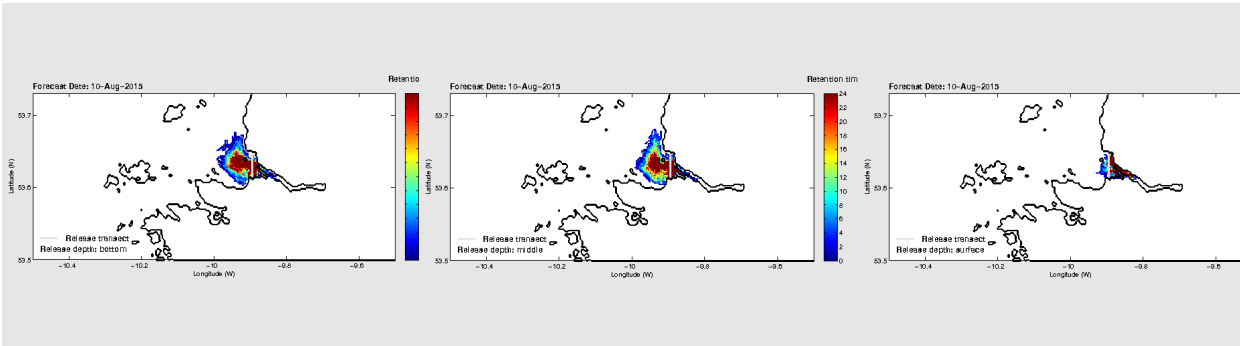 Retentio
Forecast Date: 10-Aug-2015
53.7
53.6
53.5
Latitude (N)
Release transect
Release depth: bottom
-10.4 -10.2 -10 -9.8 -9.6
Longitude (W)
Retention tim
Forecast Date: 10-Aug-2015
53.7
53.6
53.5
Latitude (N)
Release transect
Release depth: middle
-10.4 -10.2 -10 -9.8 -9.6
Longitude (W)
24
22
20
18
16
14
12
10
8
6
4
2
0
Forecast Date: 10-Aug-2015
53.7
53.6
53.5
Latitude (N)
Release transect
Release depth: surface
-10.4 -10.2 -10 -9.8 -9.6
Longitude (W)